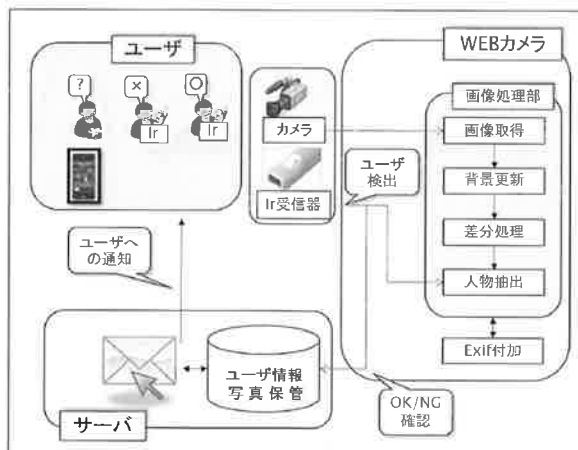 ユーザ
?
×
○
Ir
Ir
カメラ
Ir受信器
WEBカメラ
画像処理部
画像取得
背景更新
差分処理
人物抽出
Exif付加
ユーザ
検出
ユーザへ
の通知
ユーザ情報
写真保管
サーバ
OK/NG
確認